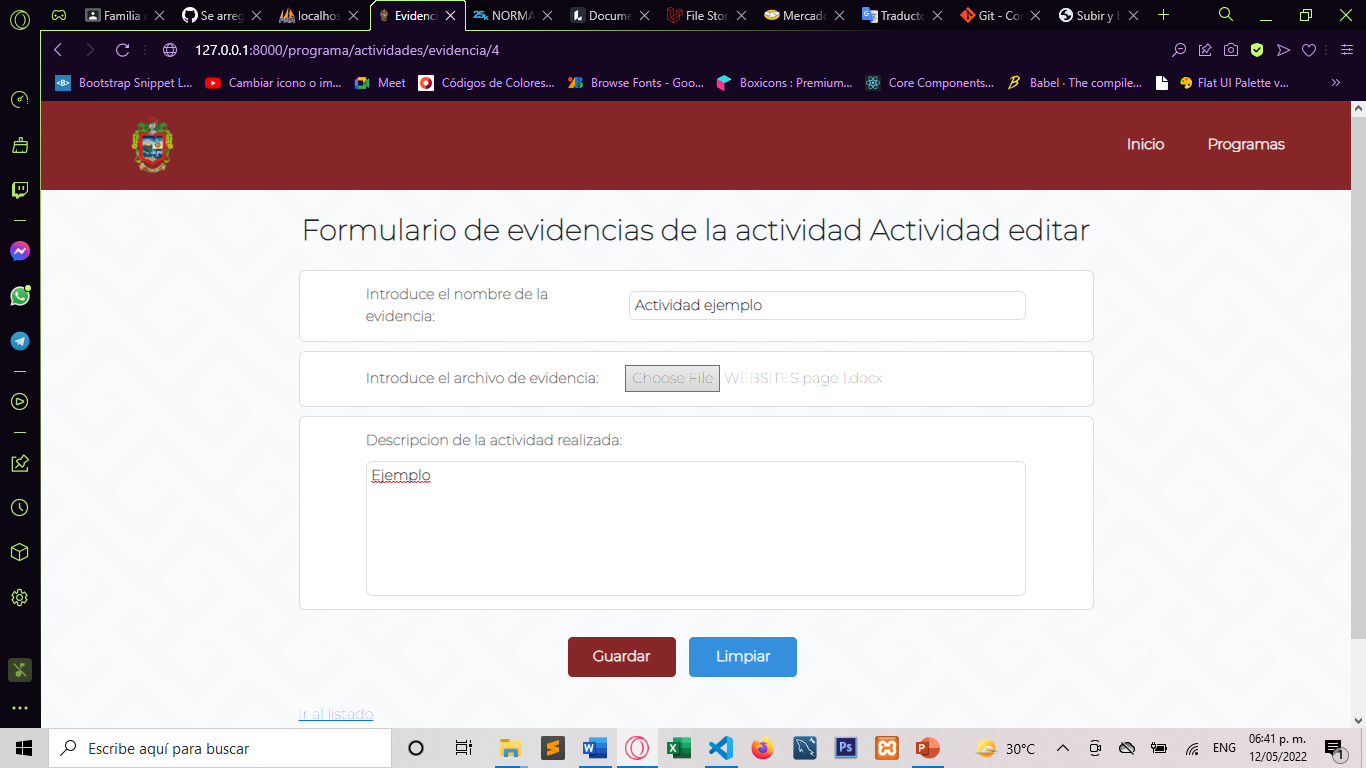 Familia
Se arreg
localhos
Evidenci
NORMA
Docume
File Stor
Mercado
Traducto
Git - Co
Subir y b
127.0.0.1:8000/programa/actividades/evidencia/4
Bootstrap Snippet L...
Cambiar icono o im...
Meet
Códigos de Colores...
Browse Fonts - Goo...
Boxicons : Premium...
Core Components...
Babel · The compile...
Flat UI Palette v...
Inicio
Programas
Formulario de evidencias de la actividad Actividad editar
Introduce el nombre de la
evidencia:
Actividad ejemplo
Introduce el archivo de evidencia:
Choose File
WEBSITES page 1.docx
Descripcion de la actividad realizada:
Ejemplo
Guardar
Limpiar
Ir al listado
Escribe aquí para buscar
30°C
ENG
06:41 p. m.
12/05/2022
1